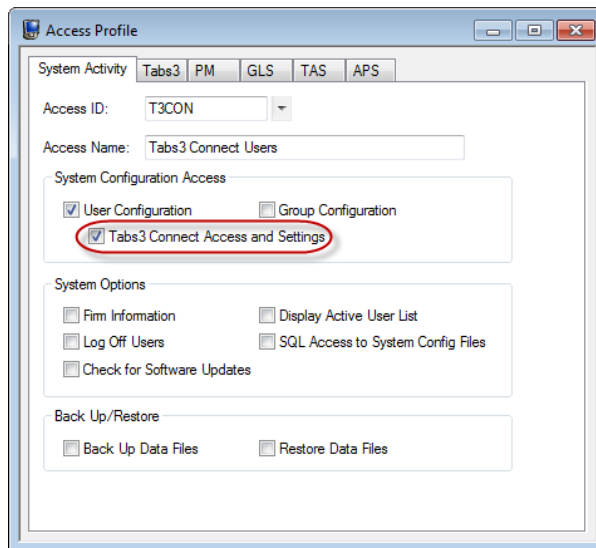 Access Profile
System Activity Tabs3 PM GLS TAS APS
Access ID: T3CON
Access Name: Tabs3 Connect Users
System Configuration Access
User Configuration Group Configuration
Tabs3 Connect Access and Settings
System Options
Firm Information Display Active User List
Log Off Users SQL Access to System Config Files
Check for Software Updates
Back Up/Restore
Back Up Data Files Restore Data Files